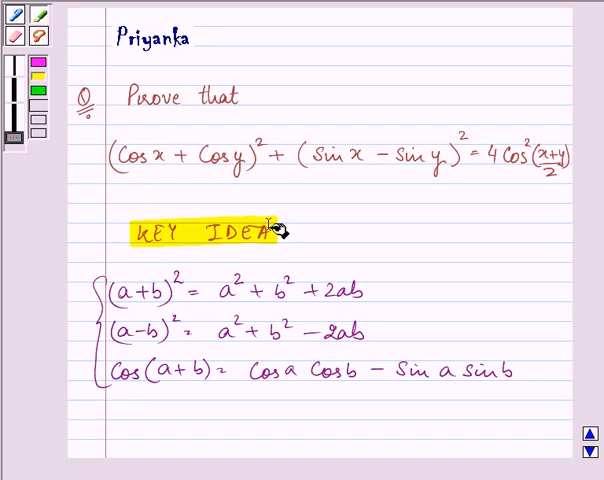 Priyanka
Q Prove that
(Cos x + Cos y)² + (Sin x - Sin y)² = 4 Cos² (x+y)/2
KEY IDEA
(a+b)² = a² + b² + 2ab
(a-b)² = a² + b² - 2ab
Cos(a+b) = Cos a Cos b - Sin a Sin b